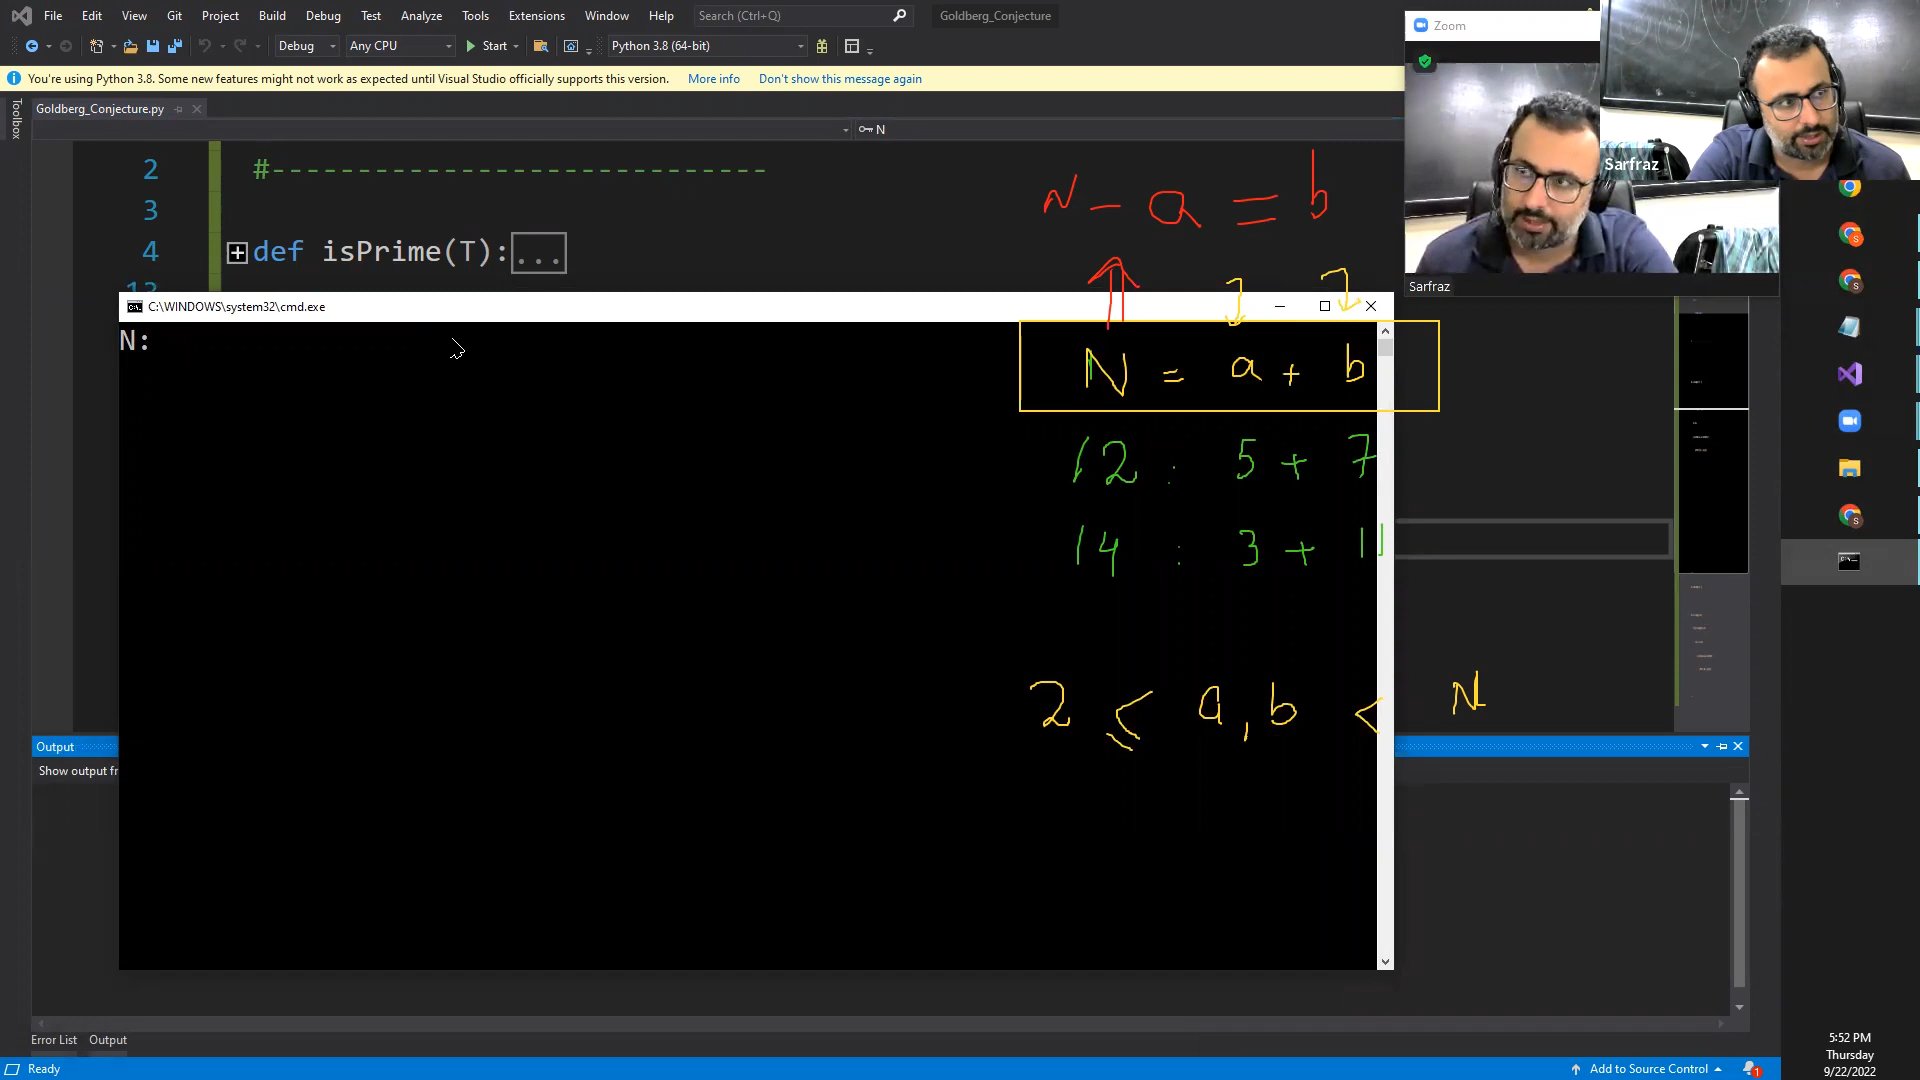 File Edit View Git Project Build Debug Test Analyze Tools Extensions Window Help Search (Ctrl+Q) Goldberg_Conjecture
Debug Any CPU Start Python 3.8 (64-bit)
You're using Python 3.8. Some new features might not work as expected until Visual Studio officially supports this version. More info Don't show this message again
Zoom
Sarfraz
Sarfraz
Toolbox
Goldberg_Conjecture.py
N
2 #-----------------------------
3
4 def isPrime(T):...
N - a = b
C:\WINDOWS\system32\cmd.exe
N:
N = a + b
12 : 5 + 7
14 : 3 + 11
2 ≤ a, b < N
Output
Show output fr
Error List Output
Ready
Add to Source Control
1
5:52 PM
Thursday
9/22/2022